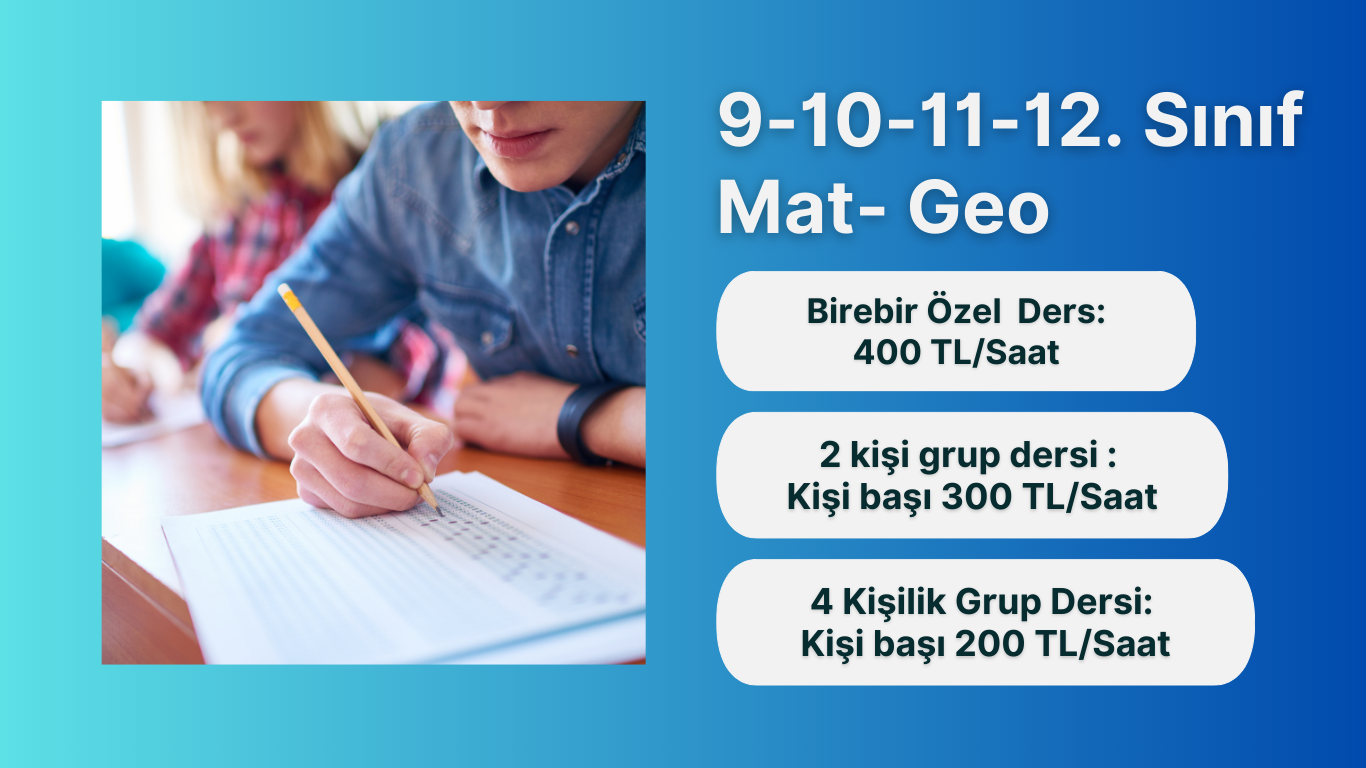 9-10-11-12. Sınıf
Mat- Geo
Birebir Özel  Ders:
400 TL/Saat
2 kişi grup dersi :
Kişi başı 300 TL/Saat
4 Kişilik Grup Dersi:
Kişi başı 200 TL/Saat